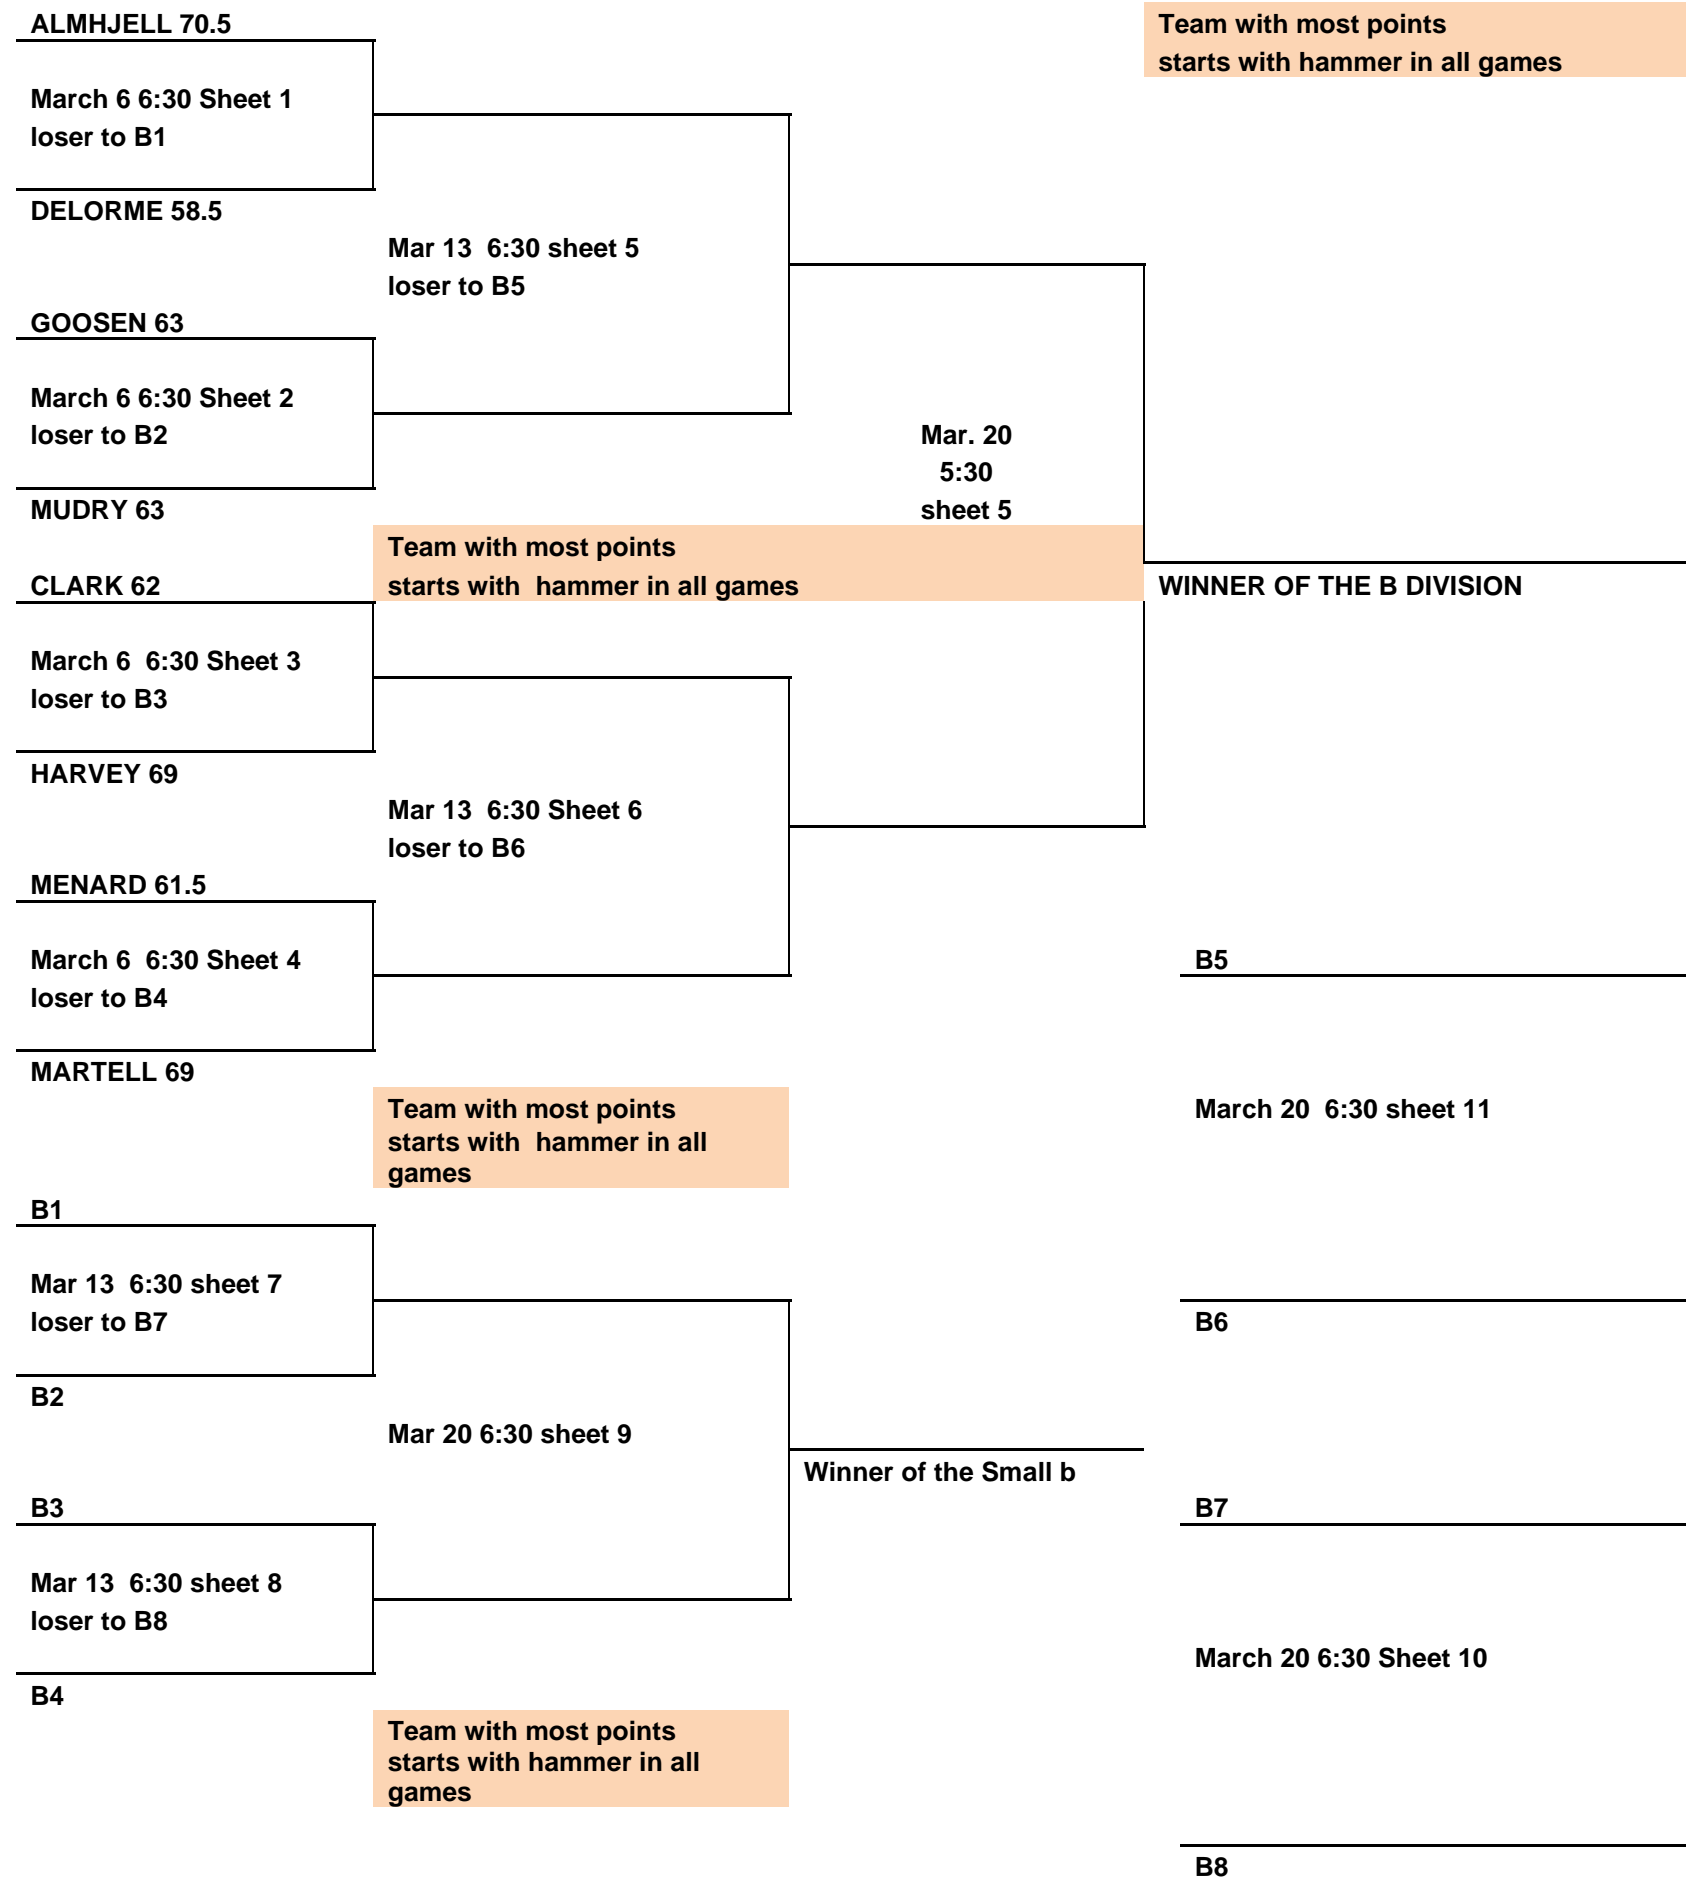 ALMHJELL 70.5
Team with most points
starts with hammer in all games
March 6 6:30 Sheet 1
loser to B1
DELORME 58.5
Mar 13  6:30 sheet 5
loser to B5
GOOSEN 63
March 6 6:30 Sheet 2
loser to B2
Mar. 20
5:30
sheet 5
MUDRY 63
Team with most points
starts with  hammer in all games
CLARK 62
WINNER OF THE B DIVISION
March 6  6:30 Sheet 3
loser to B3
HARVEY 69
Mar 13  6:30 Sheet 6
loser to B6
MENARD 61.5
March 6  6:30 Sheet 4
loser to B4
B5
MARTELL 69
Team with most points
starts with  hammer in all
games
March 20  6:30 sheet 11
B1
Mar 13  6:30 sheet 7
loser to B7
B6
B2
Mar 20 6:30 sheet 9
Winner of the Small b
B3
B7
Mar 13  6:30 sheet 8
loser to B8
March 20 6:30 Sheet 10
B4
Team with most points
starts with hammer in all
games
B8